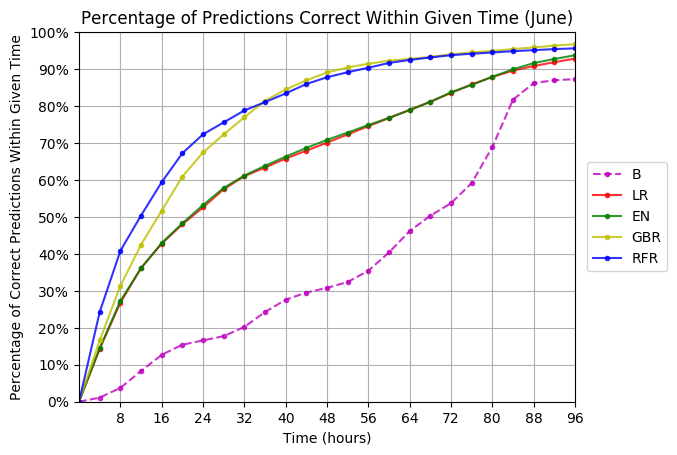 Percentage of Predictions Correct Within Given Time (June)
Percentage of Correct Predictions Within Given Time
100%
90%
80%
70%
60%
50%
40%
30%
20%
10%
0%
8 16 24 32 40 48 56 64 72 80 88 96
Time (hours)
B
LR
EN
GBR
RFR